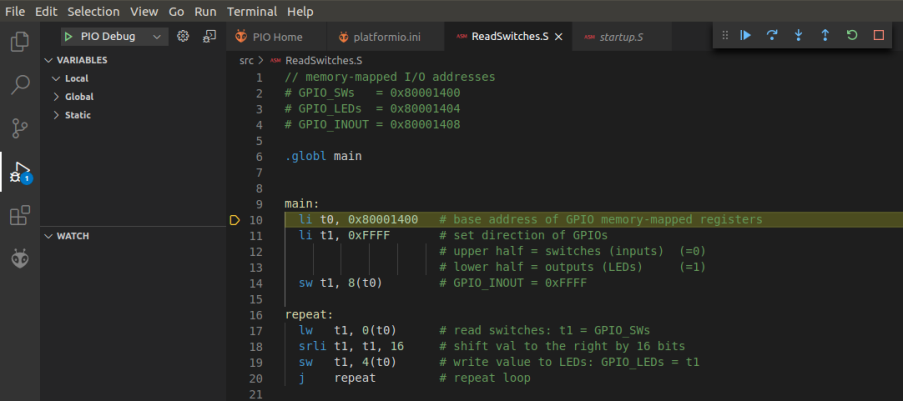 File Edit Selection View Go Run Terminal Help
PIO Debug
PIO Home
platformio.ini
ASM ReadSwitches.S
ASM startup.S
VARIABLES
Local
Global
Static
WATCH
1
src > ASM ReadSwitches.S
1 // memory-mapped I/O addresses
2 # GPIO_SWs   = 0x80001400
3 # GPIO_LEDs  = 0x80001404
4 # GPIO_INOUT = 0x80001408
5
6 .globl main
7
8
9 main:
10   li t0, 0x80001400   # base address of GPIO memory-mapped registers
11   li t1, 0xFFFF       # set direction of GPIOs
12                       # upper half = switches (inputs)  (=0)
13                       # lower half = outputs (LEDs)     (=1)
14   sw t1, 8(t0)        # GPIO_INOUT = 0xFFFF
15
16 repeat:
17   lw   t1, 0(t0)      # read switches: t1 = GPIO_SWs
18   srli t1, t1, 16     # shift val to the right by 16 bits
19   sw   t1, 4(t0)      # write value to LEDs: GPIO_LEDs = t1
20   j    repeat         # repeat loop
21